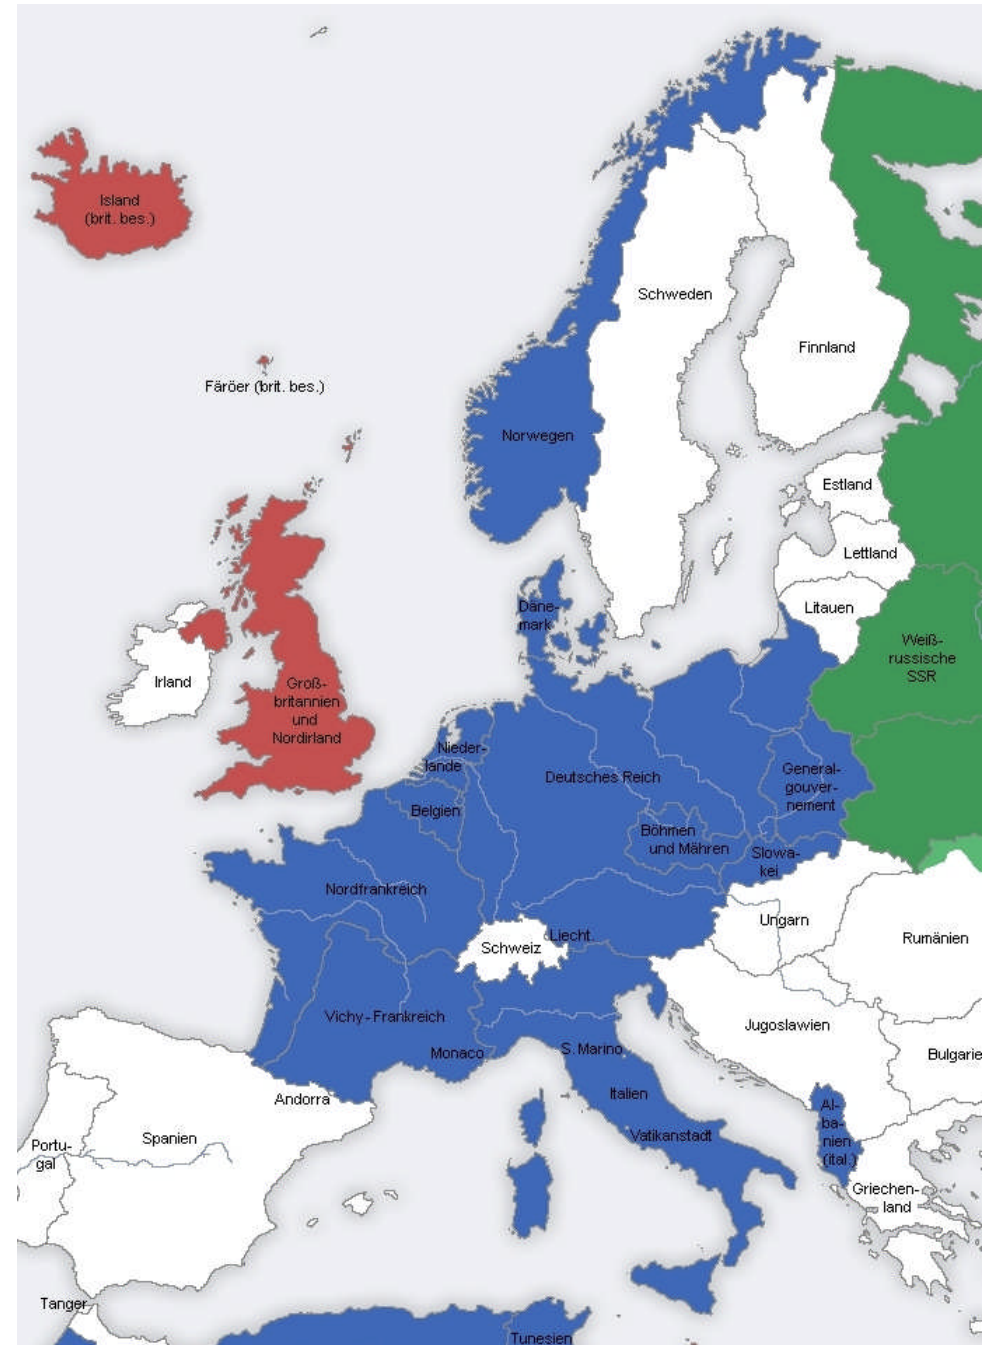 Island
(brit. bes.)
Schweden
Finnland
Färöer (brit. bes.)
Norwegen
Estland
Lettland
Litauen
Däne-
mark
Weiß-
russische
SSR
Irland
Groß-
britannien
und
Nordirland
Nieder-
lande
Deutsches Reich
General-
gouver-
nement
Belgien
Böhmen
und Mähren
Slowa-
kei
Nordfrankreich
Ungarn
Liecht.
Schweiz
Rumänien
Vichy-Frankreich
Jugoslawien
Monaco
S. Marino
Bulgarie
Andorra
Italien
Al-
ba-
nien
(ital.)
Portu-
gal
Spanien
Vatikanstadt
Griechen-
land
Tanger
Tunesien